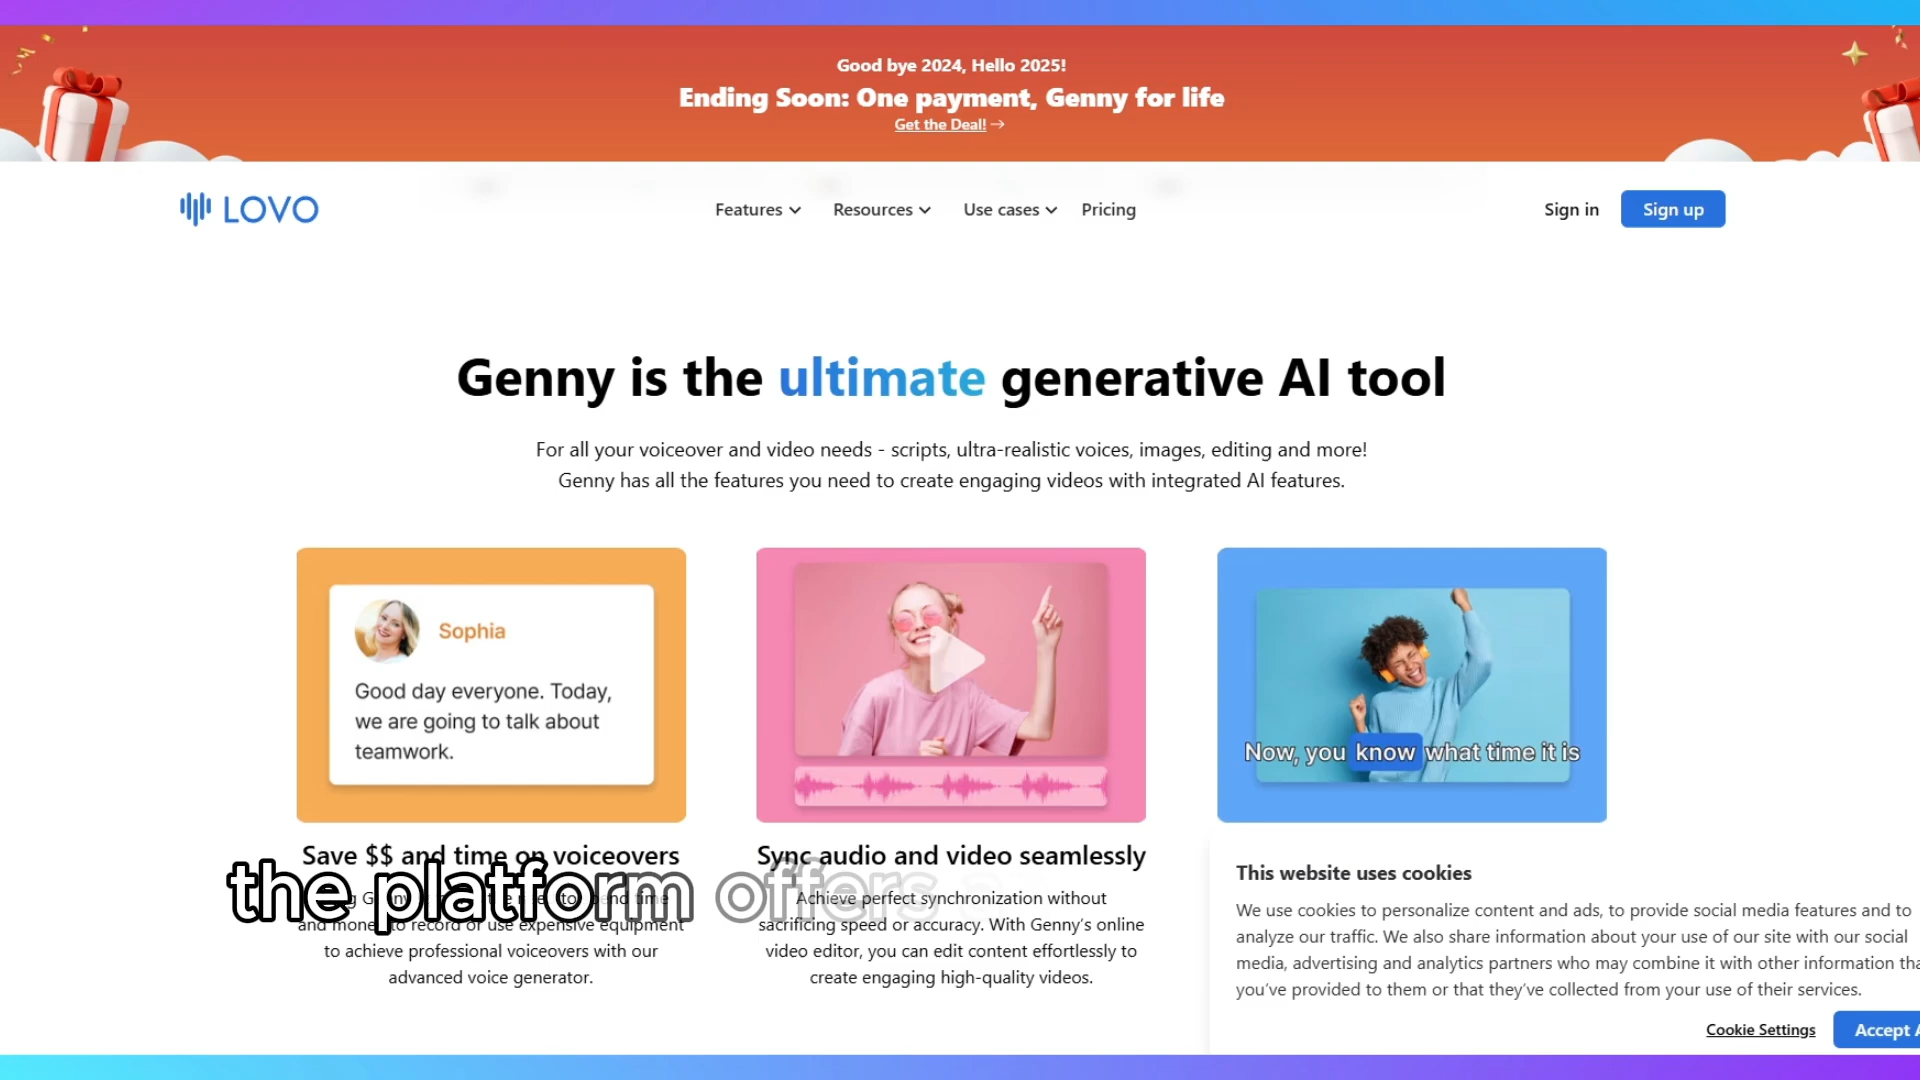 Good bye 2024, Hello 2025!
Ending Soon: One payment, Genny for life
Get the Deal! →
LOVO
Features
Resources
Use cases
Pricing
Sign in
Sign up
Genny is the ultimate generative AI tool
For all your voiceover and video needs - scripts, ultra-realistic voices, images, editing and more!
Genny has all the features you need to create engaging videos with integrated AI features.
Sophia
Good day everyone. Today,
we are going to talk about
teamwork.
Now, you know what time it is
Save $$ and time on voiceovers
time
and money to record or use expensive equipment
to achieve professional voiceovers with our
advanced voice generator.
Sync audio and video seamlessly
Achieve perfect synchronization without
sacrificing speed or accuracy. With Genny's online
video editor, you can edit content effortlessly to
create engaging high-quality videos.
the platform offers
This website uses cookies
We use cookies to personalize content and ads, to provide social media features and to
analyze our traffic. We also share information about your use of our site with our social
media, advertising and analytics partners who may combine it with other information tha
you've provided to them or that they've collected from your use of their services.
Cookie Settings
Accept A